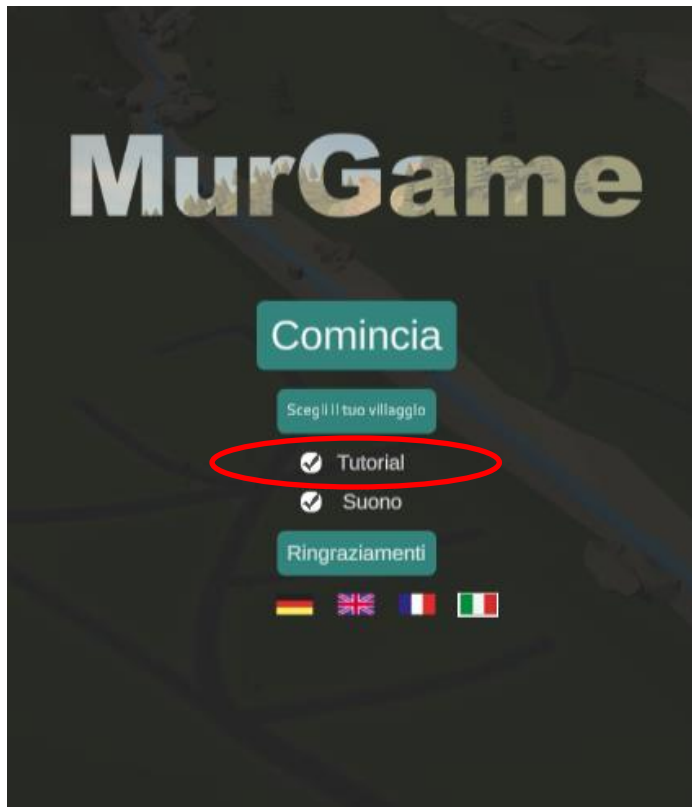 MurGame
Comincia
Scegli il tuo villaggio
Tutorial
Suono
Ringraziamenti